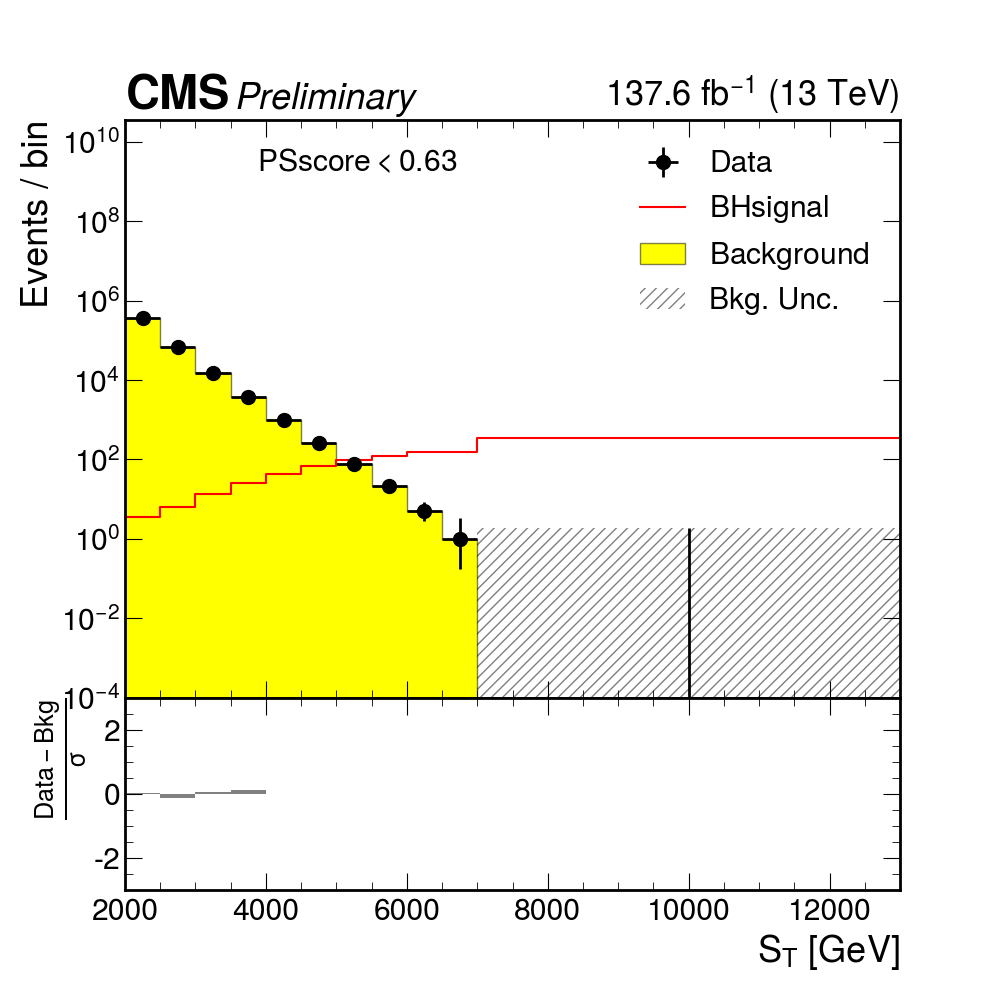 CMS Preliminary 137.6 fb⁻¹ (13 TeV)
Events / bin
PSscore < 0.63
Data
BHsignal
Background
Bkg. Unc.
10¹⁰
10⁸
10⁶
10⁴
10²
10⁰
10⁻²
10⁻⁴
Data – Bkg
σ
2
0
-2
2000 4000 6000 8000 10000 12000
S_T [GeV]